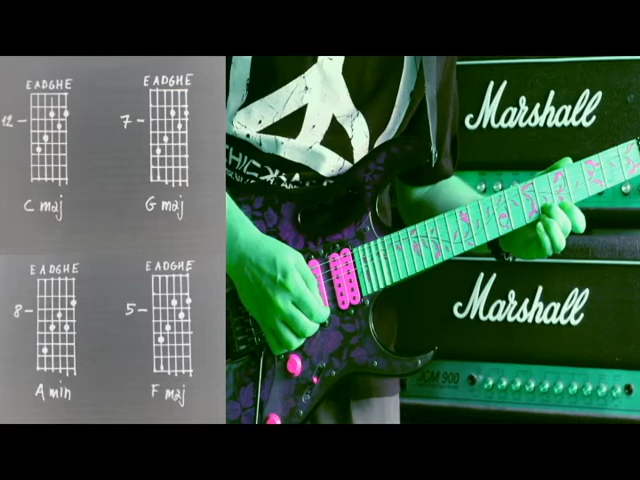 EADGHE
12
C maj
EADGHE
7
G maj
EADGHE
8
A min
EADGHE
5
F maj
Marshall
Marshall
JCM 900